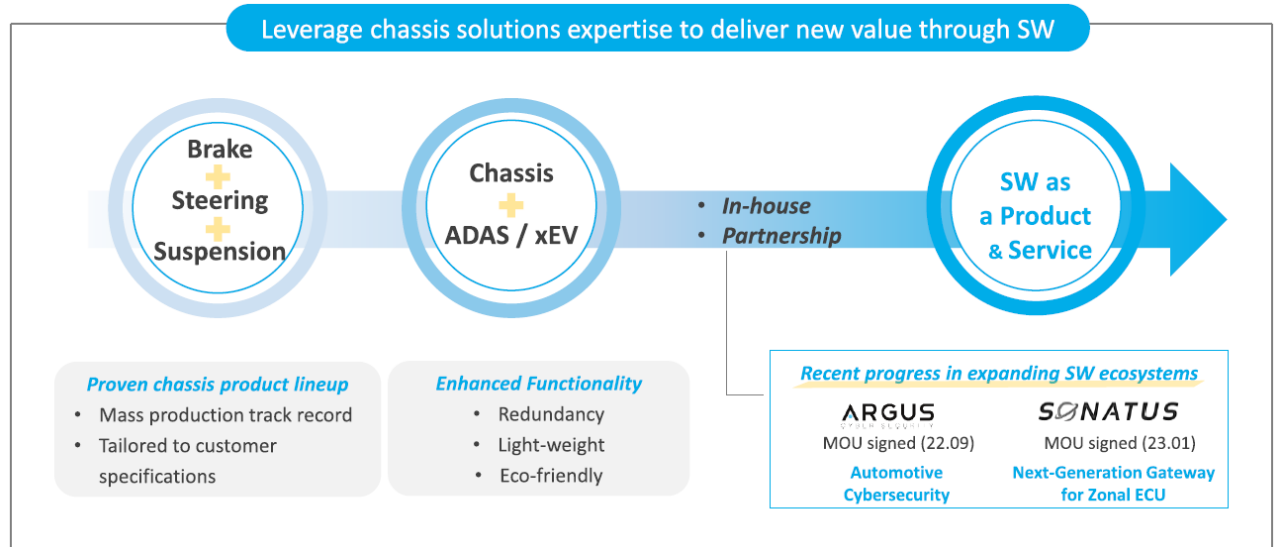 Leverage chassis solutions expertise to deliver new value through SW
Brake
+
Steering
+
Suspension
Chassis
+
ADAS / xEV
• In-house
• Partnership
SW as
a Product
& Service
Proven chassis product lineup
• Mass production track record
• Tailored to customer
specifications
Enhanced Functionality
• Redundancy
• Light-weight
• Eco-friendly
Recent progress in expanding SW ecosystems
ARGUS
CYBER SECURITY
MOU signed (22.09)
Automotive
Cybersecurity
SONATUS
MOU signed (23.01)
Next-Generation Gateway
for Zonal ECU